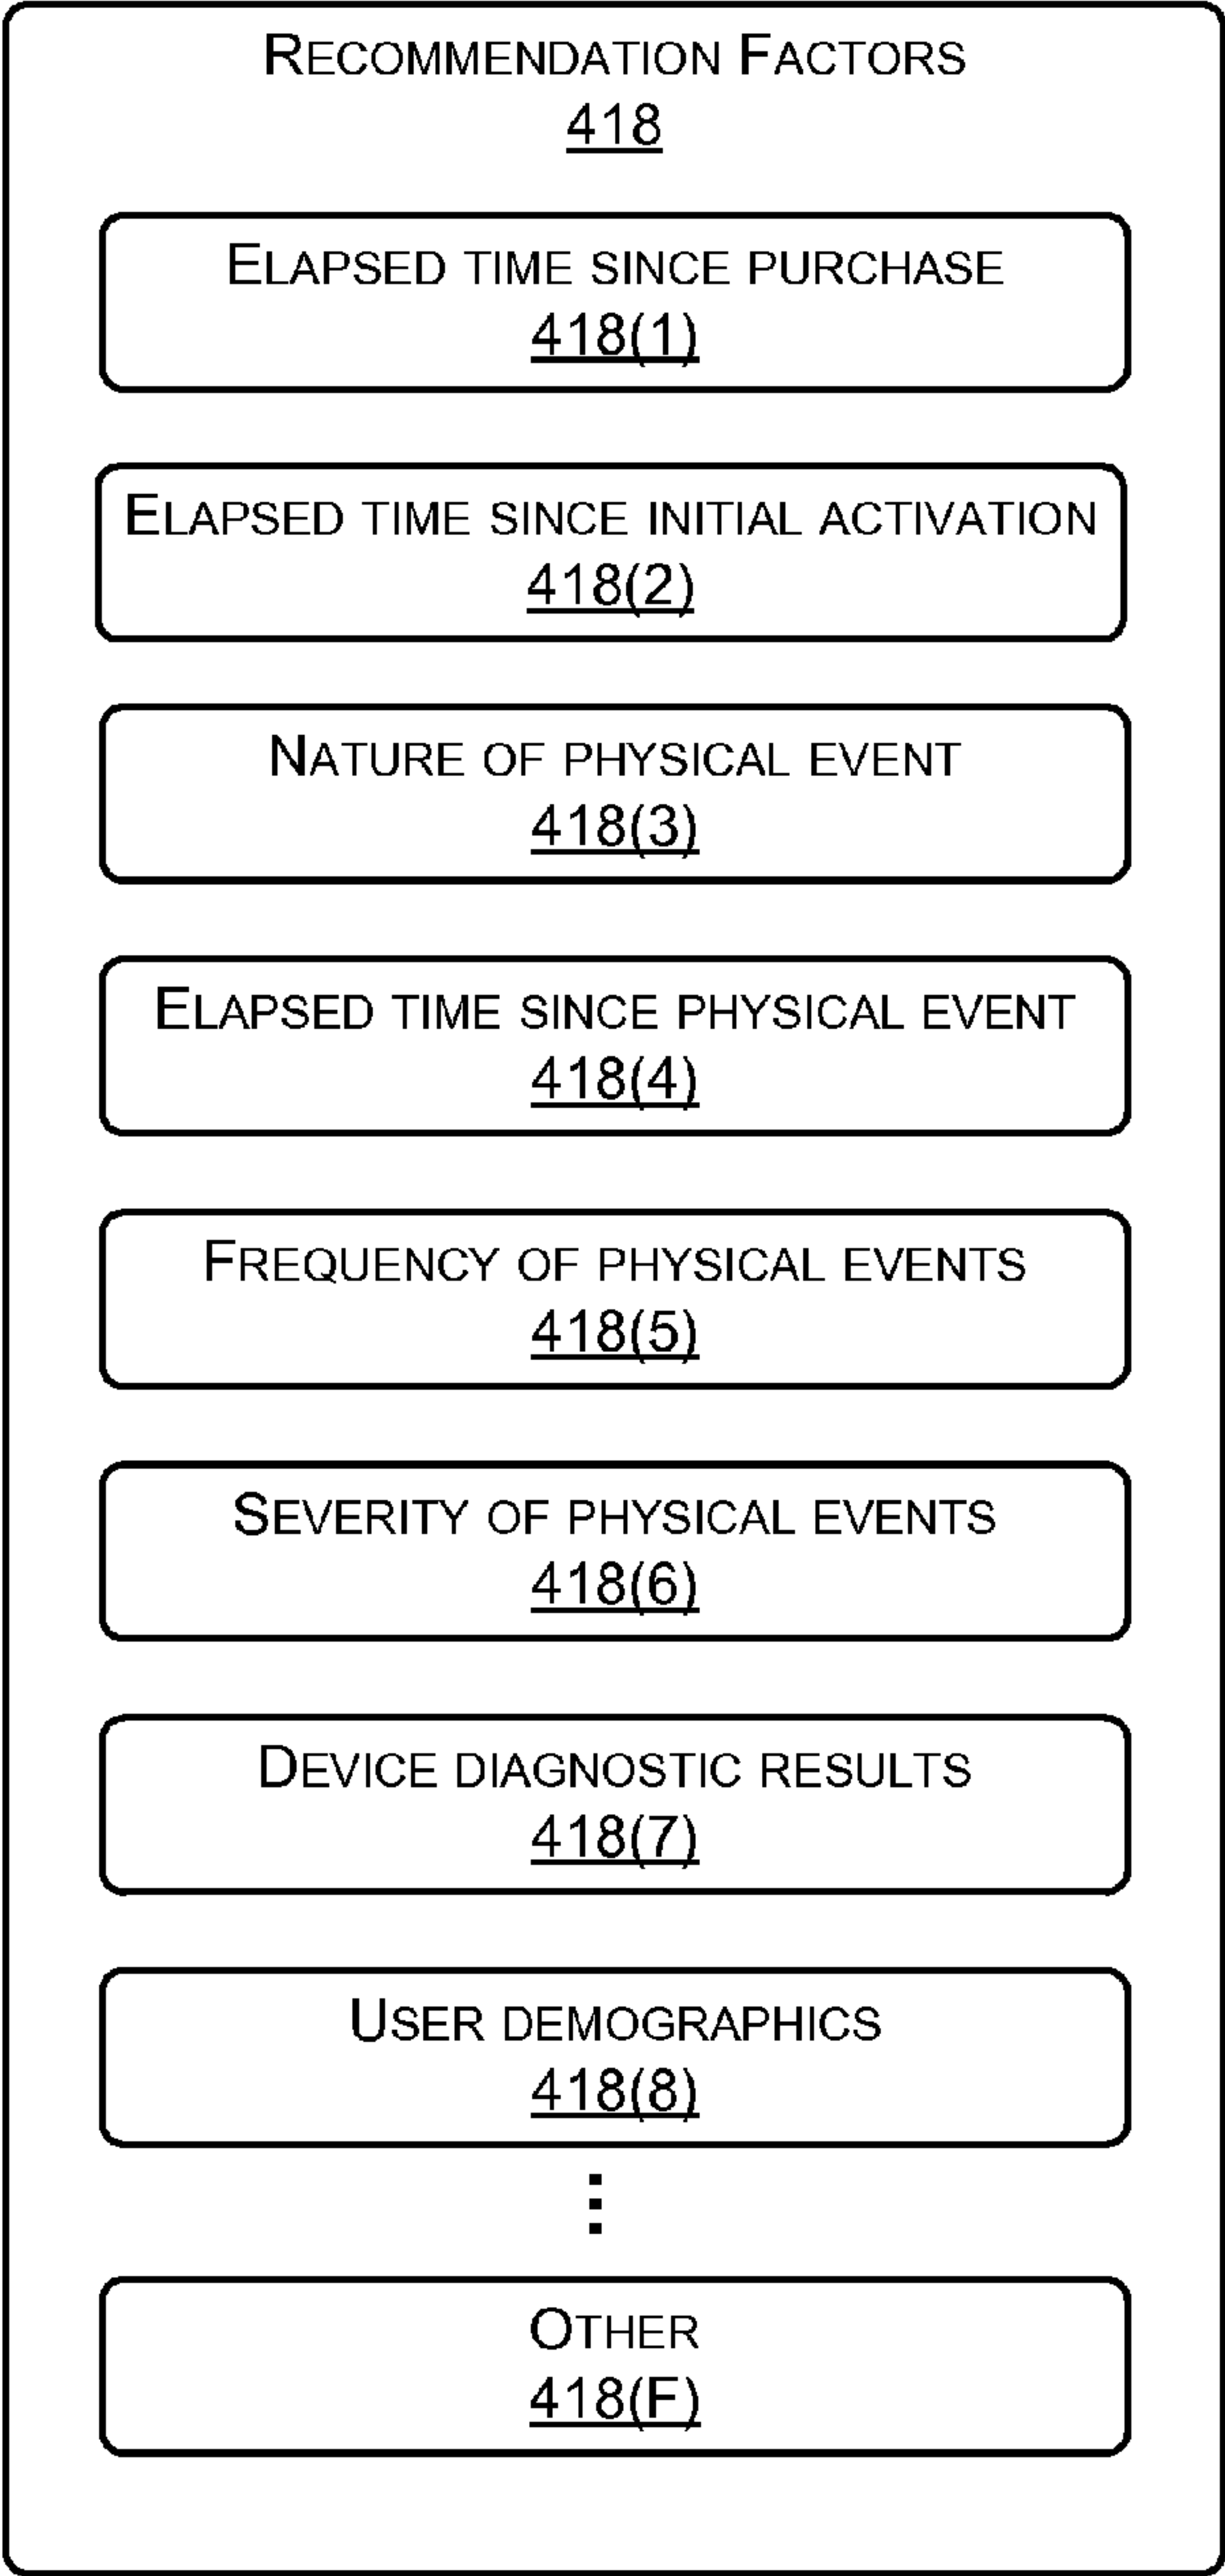 RECOMMENDATION FACTORS
418
ELAPSED TIME SINCE PURCHASE
418(1)
ELAPSED TIME SINCE INITIAL ACTIVATION
418(2)
NATURE OF PHYSICAL EVENT
418(3)
ELAPSED TIME SINCE PHYSICAL EVENT
418(4)
FREQUENCY OF PHYSICAL EVENTS
418(5)
SEVERITY OF PHYSICAL EVENTS
418(6)
DEVICE DIAGNOSTIC RESULTS
418(7)
USER DEMOGRAPHICS
418(8)
⋮
OTHER
418(F)